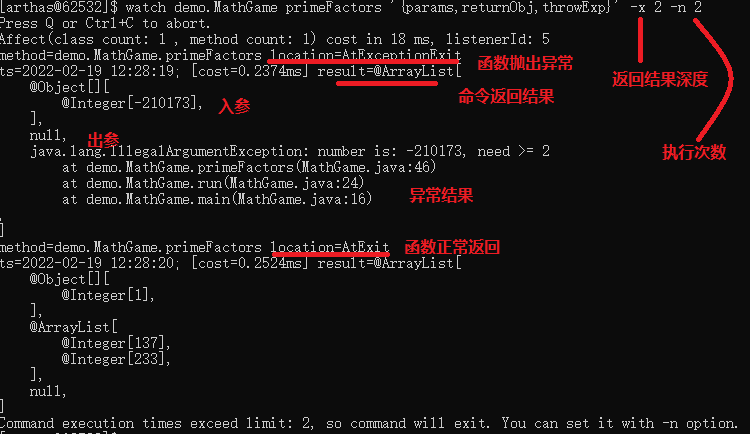 [arthas@62532]$ watch demo.MathGame primeFactors '{params,returnObj,throwExp}' -x 2 -n 2
Press Q or Ctrl+C to abort.
Affect(class count: 1 , method count: 1) cost in 18 ms, listenerId: 5
method=demo.MathGame.primeFactors location=AtExceptionExit
函数抛出异常
返回结果深度
ts=2022-02-19 12:28:19; [cost=0.2374ms] result=@ArrayList[
@Object[][
命令返回结果
@Integer[-210173],
入参
],
null,
出参
执行次数
java.lang.IllegalArgumentException: number is: -210173, need >= 2
at demo.MathGame.primeFactors(MathGame.java:46)
at demo.MathGame.run(MathGame.java:24)
at demo.MathGame.main(MathGame.java:16)
异常结果
,
]
method=demo.MathGame.primeFactors location=AtExit
函数正常返回
ts=2022-02-19 12:28:20; [cost=0.2524ms] result=@ArrayList[
@Object[][
@Integer[1],
],
@ArrayList[
@Integer[137],
@Integer[233],
],
null,
]
Command execution times exceed limit: 2, so command will exit. You can set it with -n option.